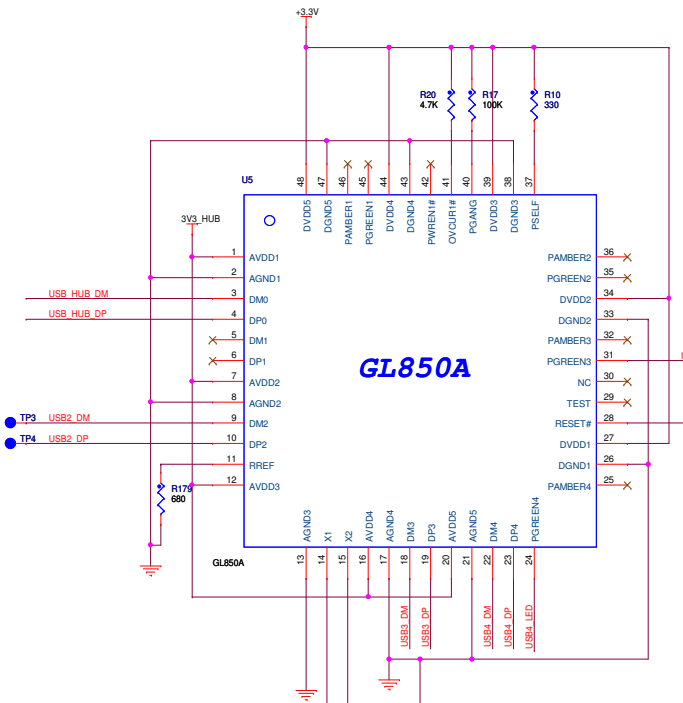 +3.3V
R20
4.7K
R17
100K
R10
330
U5
48
47
46
45
44
43
42
41
40
39
38
37
DVDD5
DGND5
PAMBER1
PGREEN1
DVDD4
DGND4
PWREN1#
OVCUR1#
PGANG
DVDD3
DGND3
PSELF
3V3_HUB
1 AVDD1
2 AGND1
USB_HUB_DM 3 DM0
USB_HUB_DP 4 DP0
5 DM1
6 DP1
7 AVDD2
8 AGND2
TP3 USB2_DM 9 DM2
TP4 USB2_DP 10 DP2
11 RREF
12 AVDD3
R179
680
GL850A
PAMBER2 36
PGREEN2 35
DVDD2 34
DGND2 33
PAMBER3 32
PGREEN3 31
NC 30
TEST 29
RESET# 28
DVDD1 27
DGND1 26
PAMBER4 25
AGND3
X1
X2
AVDD4
AGND4
DM3
DP3
AVDD5
AGND5
DM4
DP4
PGREEN4
GL850A
13
14
15
16
17
18
19
20
21
22
23
24
USB3_DM
USB3_DP
USB4_DM
USB4_DP
USB4_LED